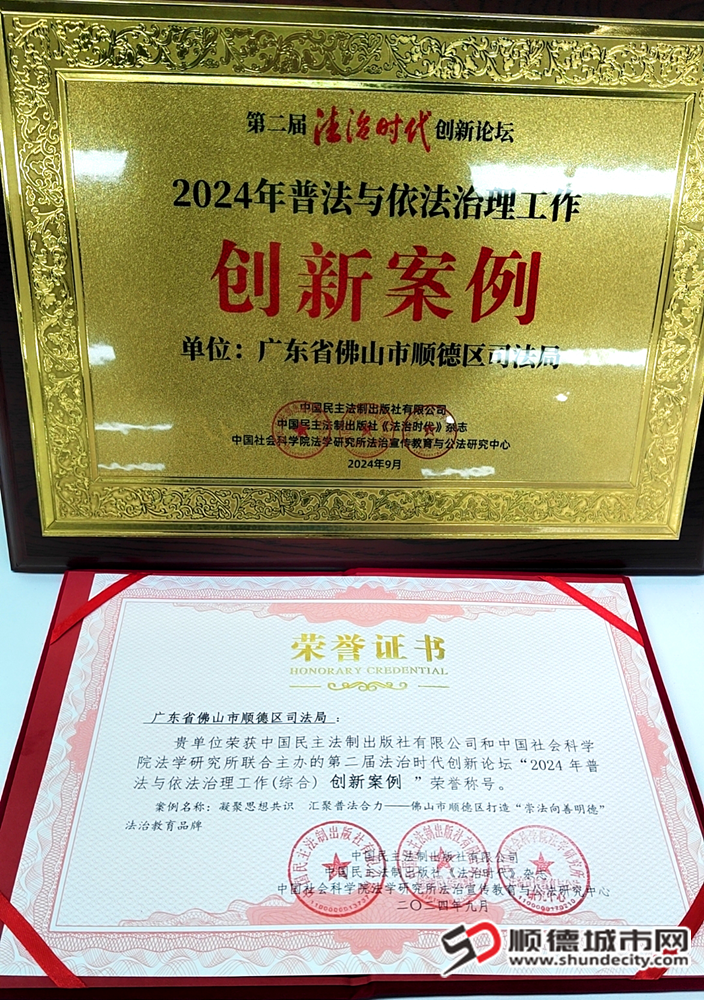 第二届法治时代创新论坛
2024年普法与依法治理工作
创新案例
单位：广东省佛山市顺德区司法局
中国民主法制出版社有限公司
中国民主法制出版社《法治时代》杂志
中国社会科学院法学研究所法治宣传教育与公法研究中心
2024年9月
荣誉证书
HONORARY CREDENTIAL
广东省佛山市顺德区司法局：
贵单位荣获中国民主法制出版社有限公司和中国社会科学
院法学研究所联合主办的第二届法治时代创新论坛“2024 年普
法与依法治理工作(综合) 创新案例 ”荣誉称号。
案例名称：凝聚思想共识 汇聚普法合力——佛山市顺德区打造“崇法向善明德”
法治教育品牌
中国民主法制出版社有限公司
中国民主法制出版社《法治时代》杂志
中国社会科学院法学研究所法治宣传教育与公法研究中心
二〇二四年九月
顺德城市网
www.shundecity.com